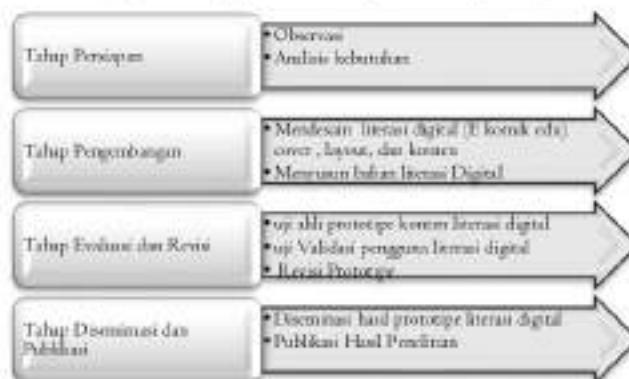 Tahap Persiapan
• Observasi
• Analisis kebutuhan
Tahap Pengembangan
• Mendesain literasi digital (E komik edu)
cover , layout, dan konten
• Menyusun bahan literasi Digital
Tahap Evaluasi dan Revisi
• uji ahli prototipe konten literasi digital
• uji Validasi pengguna literasi digital
• Revisi Prototipe
Tahap Diseminasi dan
Publikasi
• Diseminasi hasil prototipe literasi digital
• Publikasi Hasil Penelitian